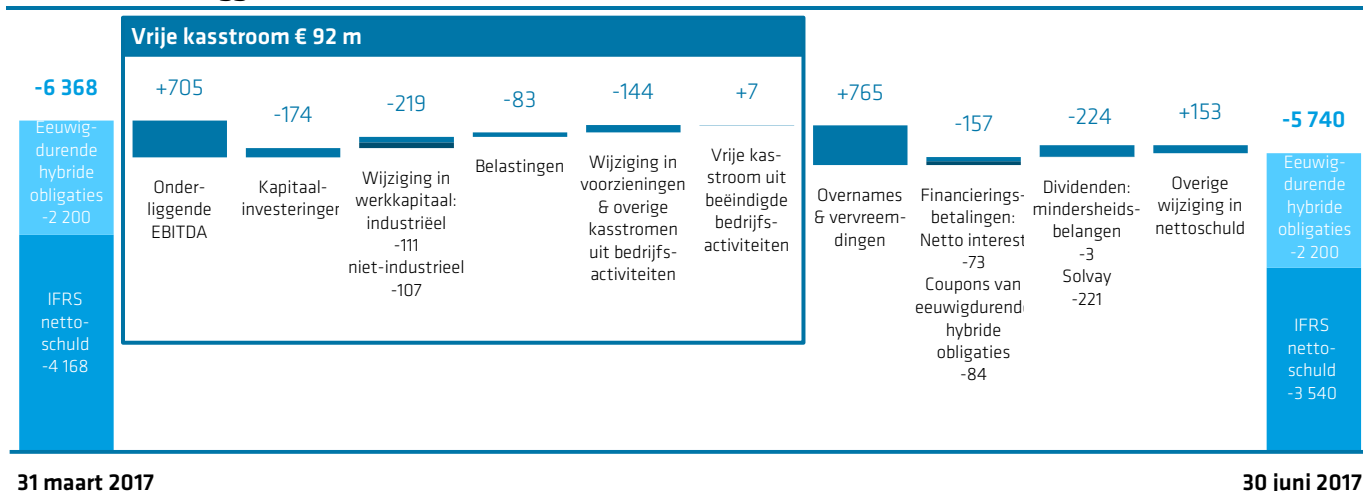 Vrije kasstroom € 92 m
-6 368
Eeuwig-
durende
hybride
obligaties
-2 200
IFRS
netto-
schuld
-4 168
+705
Onder-
liggende
EBITDA
-174
Kapitaal-
investeringen
-219
Wijziging in
werkkapitaal:
industriëel
-111
niet-industrieel
-107
-83
Belastingen
-144
Wijziging in
voorzieningen
& overige
kasstromen
uit bedrijfs-
activiteiten
+7
Vrije kas-
stroom uit
beëindigde
bedrijfs-
activiteiten
+765
Overnames
& vervreem-
dingen
-157
Financierings-
betalingen:
Netto interest
-73
Coupons van
eeuwigdurende
hybride
obligaties
-84
-224
Dividenden:
mindersheids-
belangen
-3
Solvay
-221
+153
Overige
wijziging in
nettoschuld
-5 740
Eeuwig-
durende
hybride
obligaties
-2 200
IFRS
netto-
schuld
-3 540
31 maart 2017
30 juni 2017